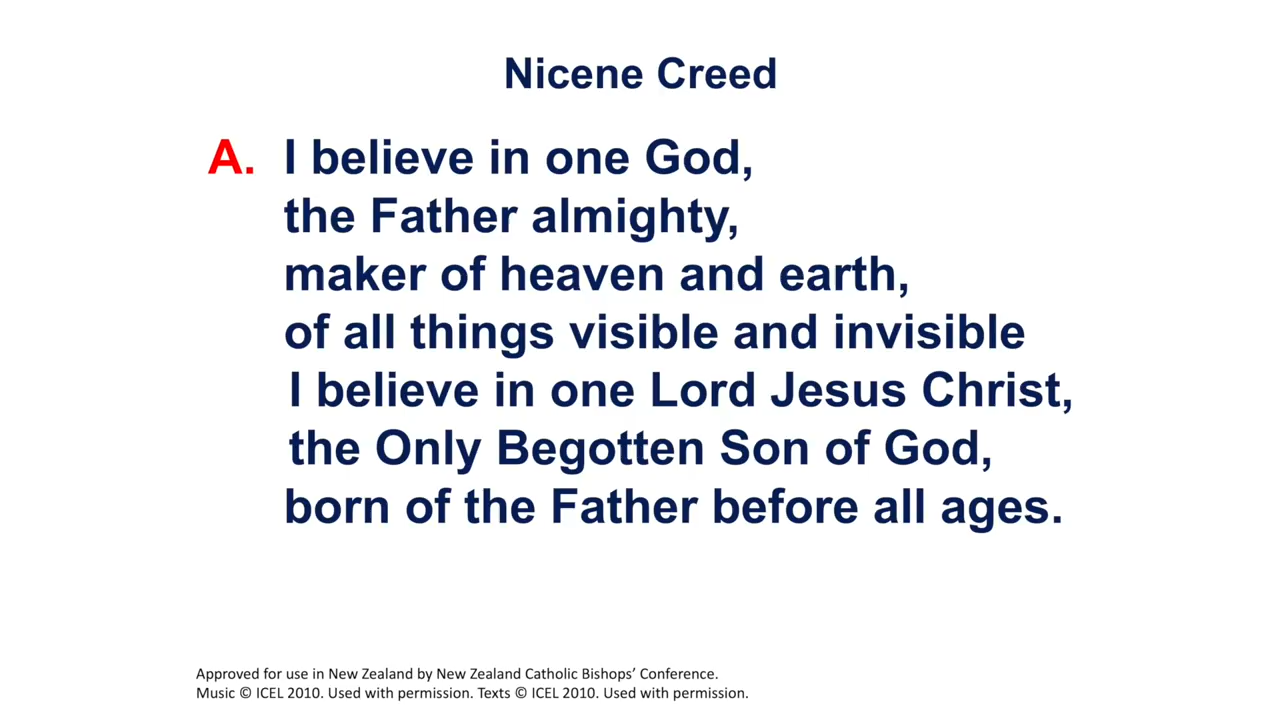 Nicene Creed
A. I believe in one God,
the Father almighty,
maker of heaven and earth,
of all things visible and invisible
I believe in one Lord Jesus Christ,
the Only Begotten Son of God,
born of the Father before all ages.
Approved for use in New Zealand by New Zealand Catholic Bishops’ Conference.
Music © ICEL 2010. Used with permission. Texts © ICEL 2010. Used with permission.